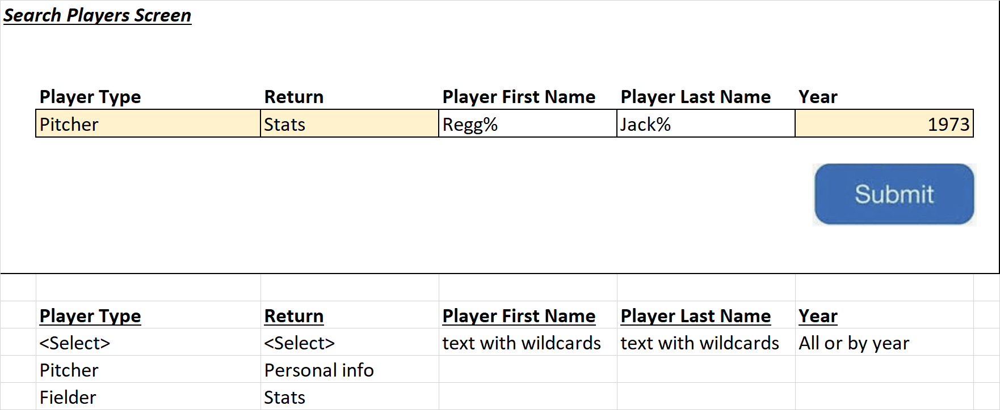 Search Players Screen
Player Type Return Player First Name Player Last Name Year
Pitcher Stats Regg% Jack% 1973
Submit
Player Type Return Player First Name Player Last Name Year
<Select> <Select> text with wildcards text with wildcards All or by year
Pitcher Personal info
Fielder Stats